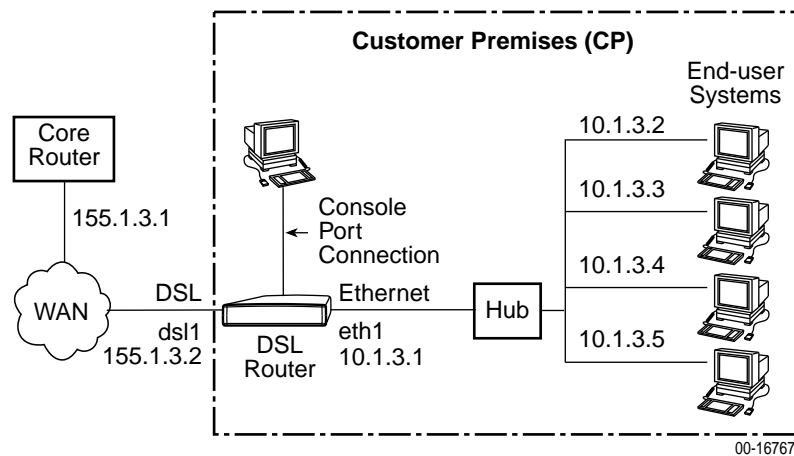 Customer Premises (CP)
End-user
Systems
Core
Router
155.1.3.1
WAN
DSL
dsl1
155.1.3.2
Console
Port
Connection
DSL
Router
Ethernet
eth1
10.1.3.1
Hub
10.1.3.2
10.1.3.3
10.1.3.4
10.1.3.5
00-16767